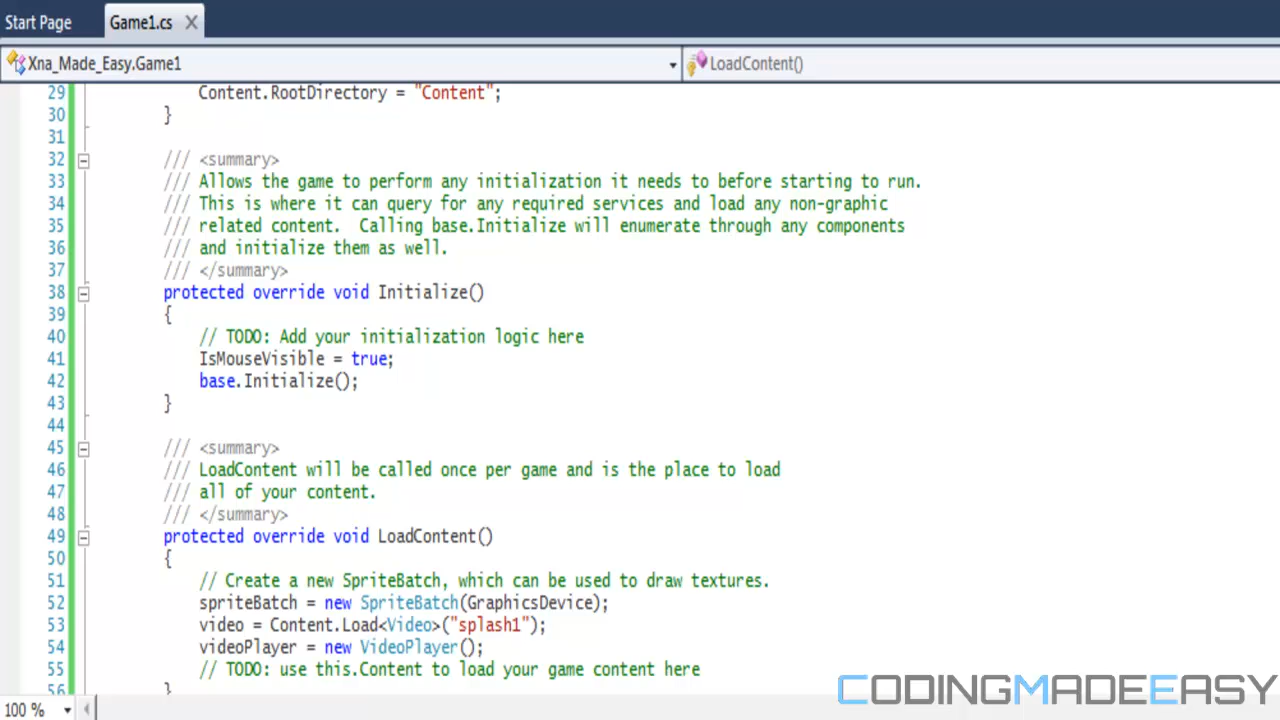 Start Page Game1.cs
Xna_Made_Easy.Game1 LoadContent()
29 Content.RootDirectory = "Content";
30 }
31
32 /// <summary>
33 /// Allows the game to perform any initialization it needs to before starting to run.
34 /// This is where it can query for any required services and load any non-graphic
35 /// related content.  Calling base.Initialize will enumerate through any components
36 /// and initialize them as well.
37 /// </summary>
38 protected override void Initialize()
39 {
40 // TODO: Add your initialization logic here
41 IsMouseVisible = true;
42 base.Initialize();
43 }
44
45 /// <summary>
46 /// LoadContent will be called once per game and is the place to load
47 /// all of your content.
48 /// </summary>
49 protected override void LoadContent()
50 {
51 // Create a new SpriteBatch, which can be used to draw textures.
52 spriteBatch = new SpriteBatch(GraphicsDevice);
53 video = Content.Load<Video>("splash1");
54 videoPlayer = new VideoPlayer();
55 // TODO: use this.Content to load your game content here
56 }
100 %
CODINGMADEEASY